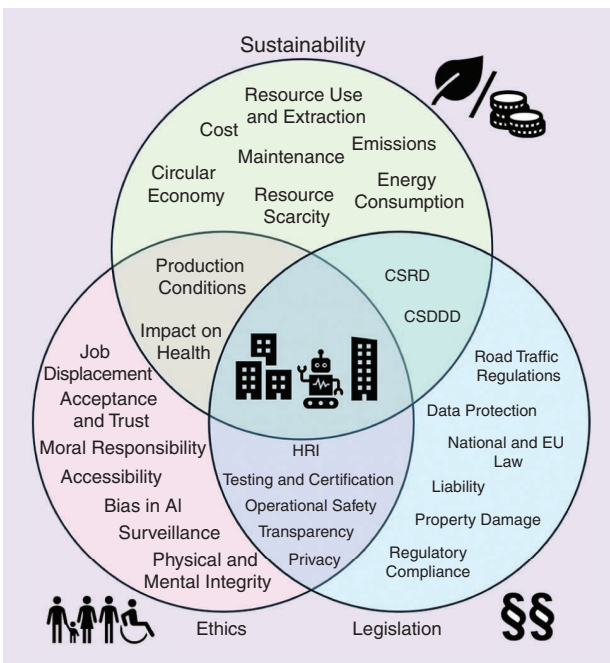 Sustainability
Resource Use
and Extraction
Cost
Emissions
Maintenance
Circular
Economy
Energy
Consumption
Resource
Scarcity
Production
Conditions
CSRD
CSDDD
Impact on
Health
Job
Displacement
Acceptance
and Trust
Moral Responsibility
Accessibility
Bias in AI
Surveillance
Physical and
Mental Integrity
HRI
Testing and Certification
Operational Safety
Transparency
Privacy
Road Traffic
Regulations
Data Protection
National and EU
Law
Liability
Property Damage
Regulatory
Compliance
Ethics
Legislation
§§